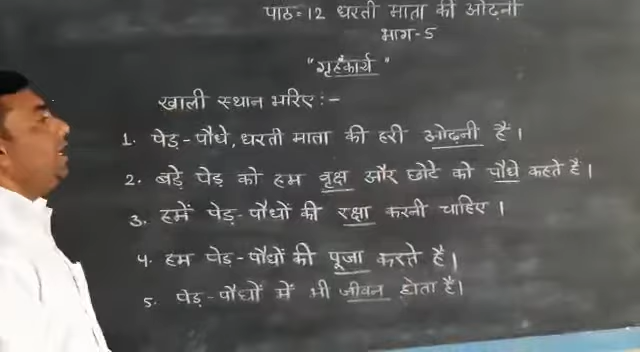 पाठ-12 धरती माता की ओढ़नी
भाग-5
"गृहकार्य"
खाली स्थान भरिए:-
1. पेड़-पौधे, धरती माता की हरी ओढ़नी हैं।
2. बड़े पेड़ को हम वृक्ष और छोटे को पौधे कहते हैं।
3. हमें पेड़-पौधों की रक्षा करनी चाहिए।
4. हम पेड़-पौधों की पूजा करते हैं।
5. पेड़-पौधों में भी जीवन होता है।